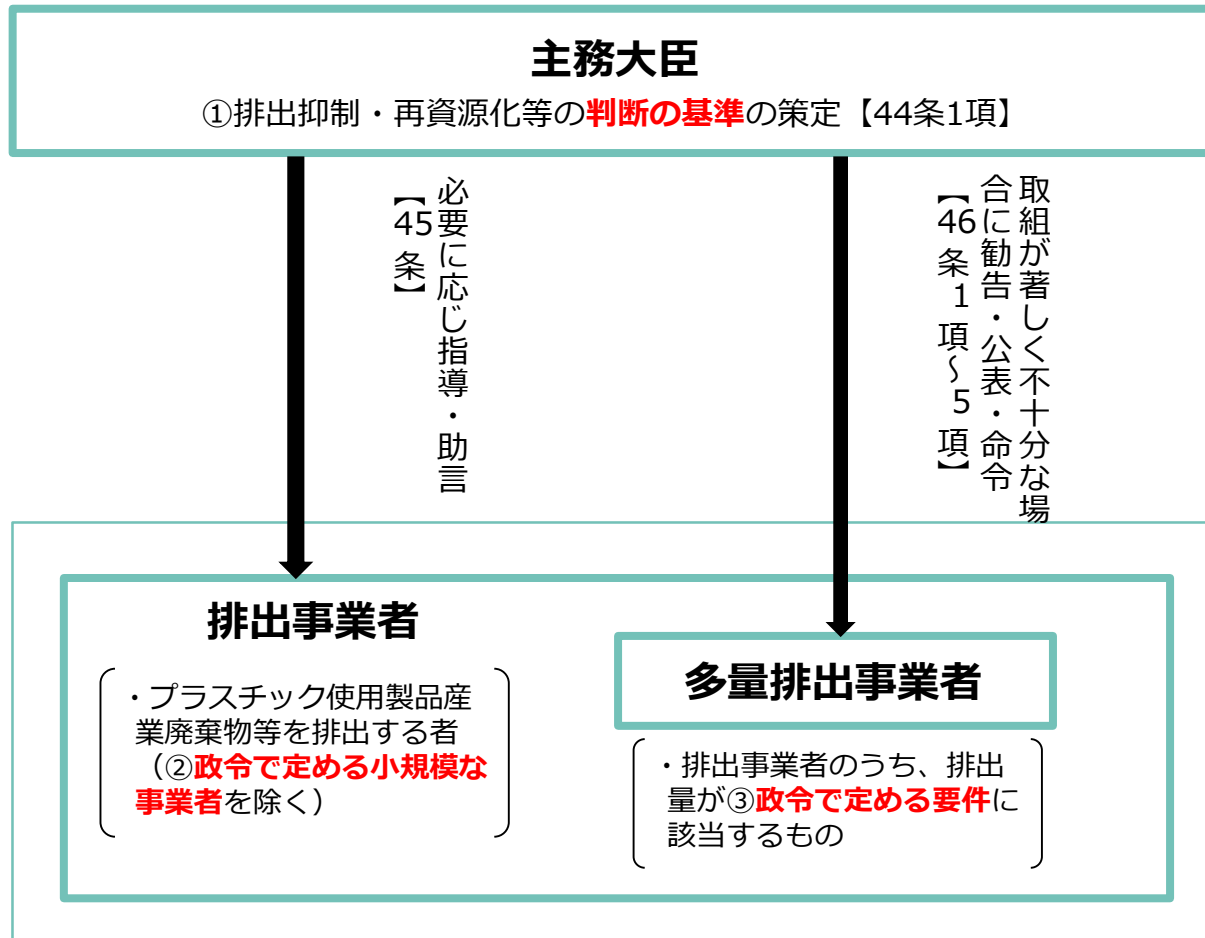 主務大臣
①排出抑制・再資源化等の判断の基準の策定【44条1項】
必要に応じ指導・助言
【45条】
取組が著しく不十分な場
合に勧告・公表・命令
【46条1項～5項】
排出事業者
・プラスチック使用製品産
業廃棄物等を排出する者
（②政令で定める小規模な
事業者を除く）
多量排出事業者
・排出事業者のうち、排出
量が③政令で定める要件に
該当するもの